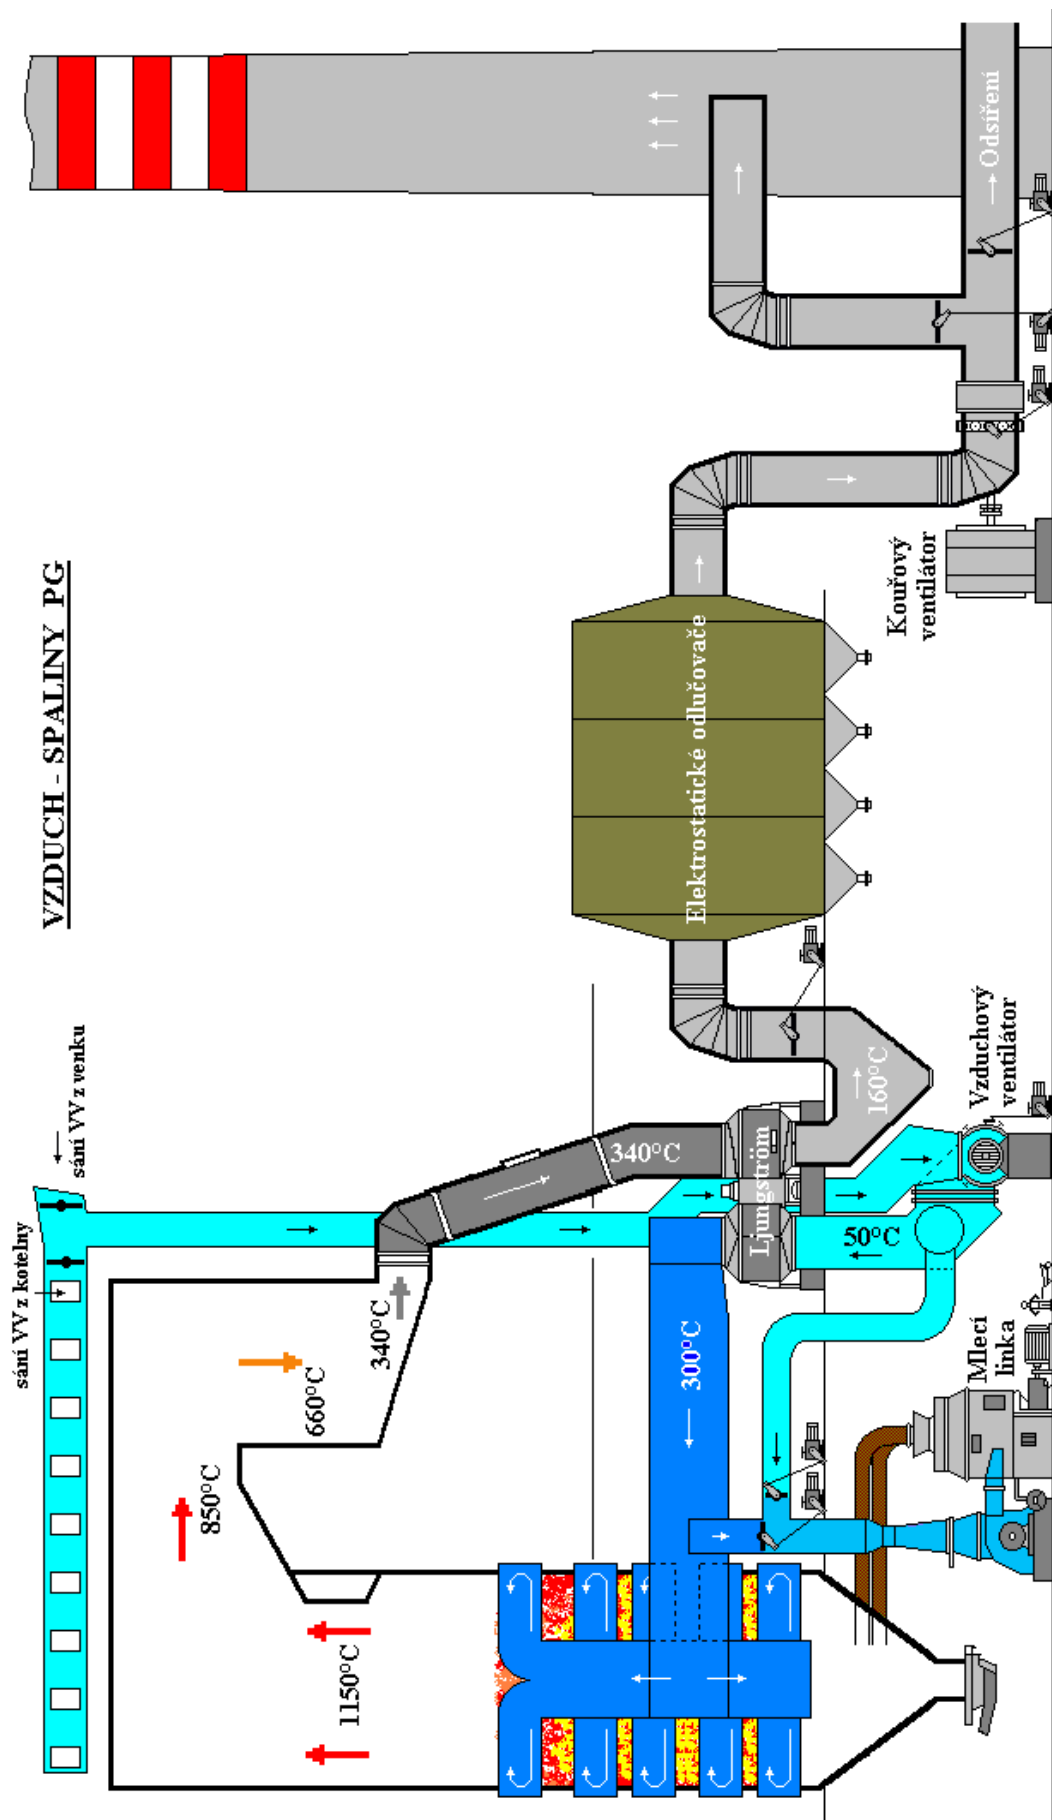 VZDUCH - SPALINY PG
sání VV z venku
sání VV z kotelny
850°C
1150°C
660°C
340°C
340°C
300°C
50°C
160°C
Ljungström
Elektrostatické odlučovače
Odsíření
Kouřový
ventilátor
Vzduchový
ventilátor
Mlecí
linka